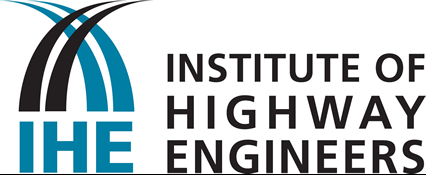 IHE
INSTITUTE OF
HIGHWAY
ENGINEERS